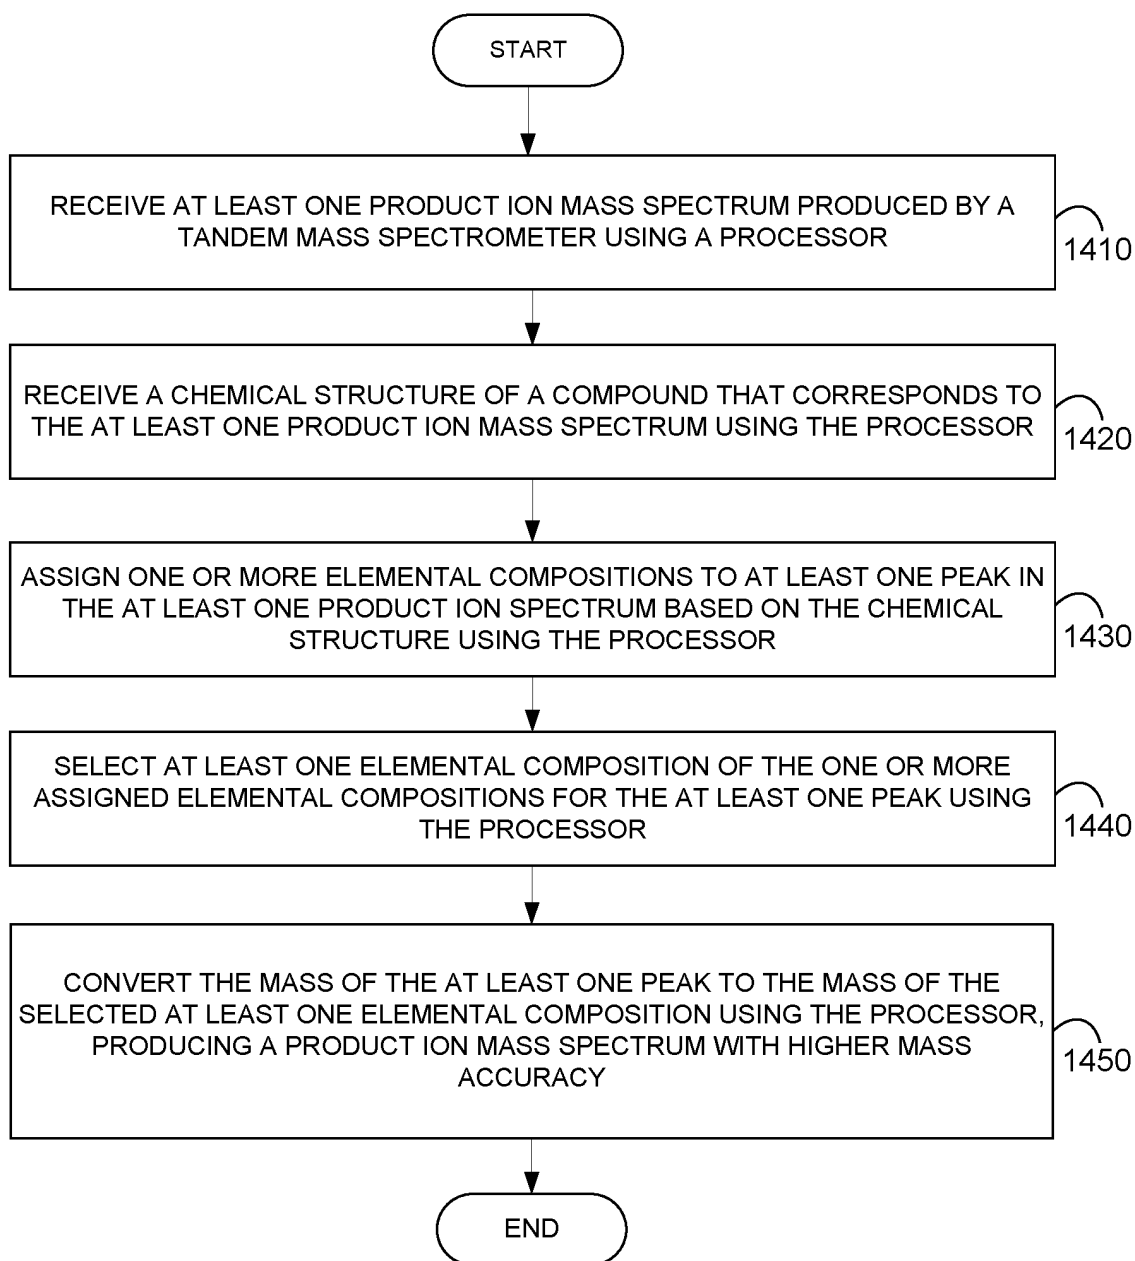 START
RECEIVE AT LEAST ONE PRODUCT ION MASS SPECTRUM PRODUCED BY A
TANDEM MASS SPECTROMETER USING A PROCESSOR
1410
RECEIVE A CHEMICAL STRUCTURE OF A COMPOUND THAT CORRESPONDS TO
THE AT LEAST ONE PRODUCT ION MASS SPECTRUM USING THE PROCESSOR
1420
ASSIGN ONE OR MORE ELEMENTAL COMPOSITIONS TO AT LEAST ONE PEAK IN
THE AT LEAST ONE PRODUCT ION SPECTRUM BASED ON THE CHEMICAL
STRUCTURE USING THE PROCESSOR
1430
SELECT AT LEAST ONE ELEMENTAL COMPOSITION OF THE ONE OR MORE
ASSIGNED ELEMENTAL COMPOSITIONS FOR THE AT LEAST ONE PEAK USING
THE PROCESSOR
1440
CONVERT THE MASS OF THE AT LEAST ONE PEAK TO THE MASS OF THE
SELECTED AT LEAST ONE ELEMENTAL COMPOSITION USING THE PROCESSOR,
PRODUCING A PRODUCT ION MASS SPECTRUM WITH HIGHER MASS
ACCURACY
1450
END